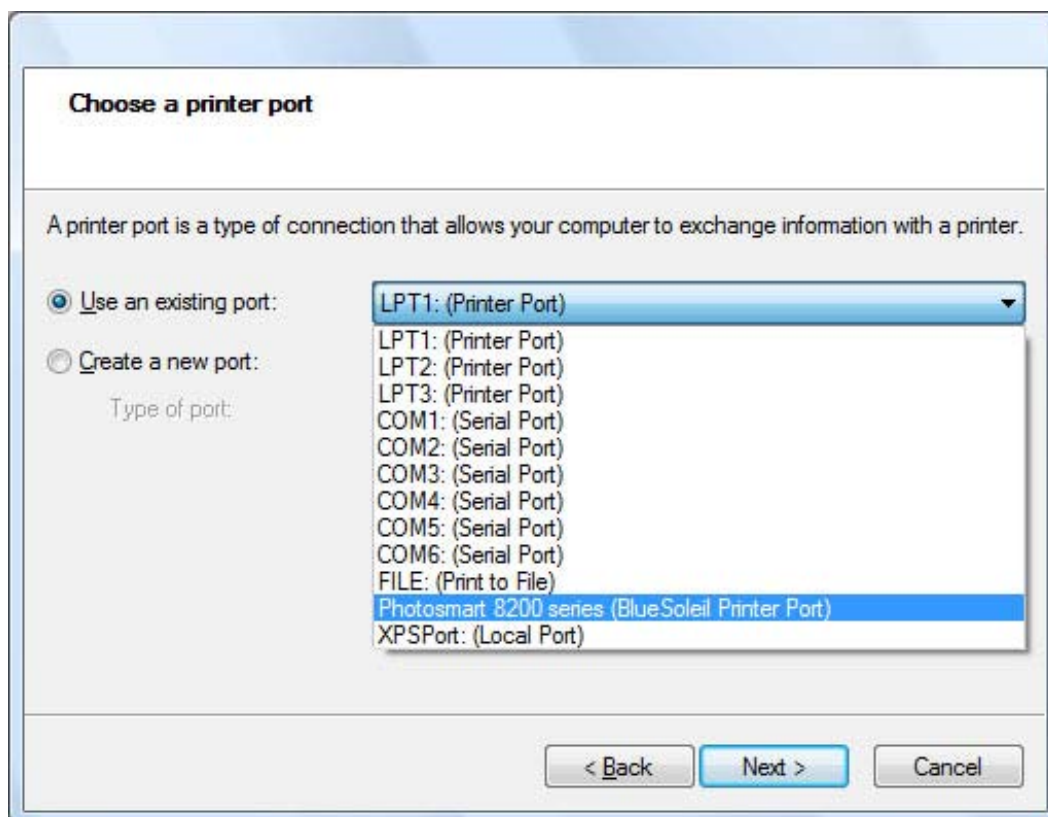 Choose a printer port
A printer port is a type of connection that allows your computer to exchange information with a printer.
Use an existing port:
LPT1: (Printer Port)
LPT1: (Printer Port)
LPT2: (Printer Port)
LPT3: (Printer Port)
COM1: (Serial Port)
COM2: (Serial Port)
COM3: (Serial Port)
COM4: (Serial Port)
COM5: (Serial Port)
COM6: (Serial Port)
FILE: (Print to File)
Photosmart 8200 series (BlueSoleil Printer Port)
XPSPort: (Local Port)
Create a new port:
Type of port:
< Back
Next >
Cancel